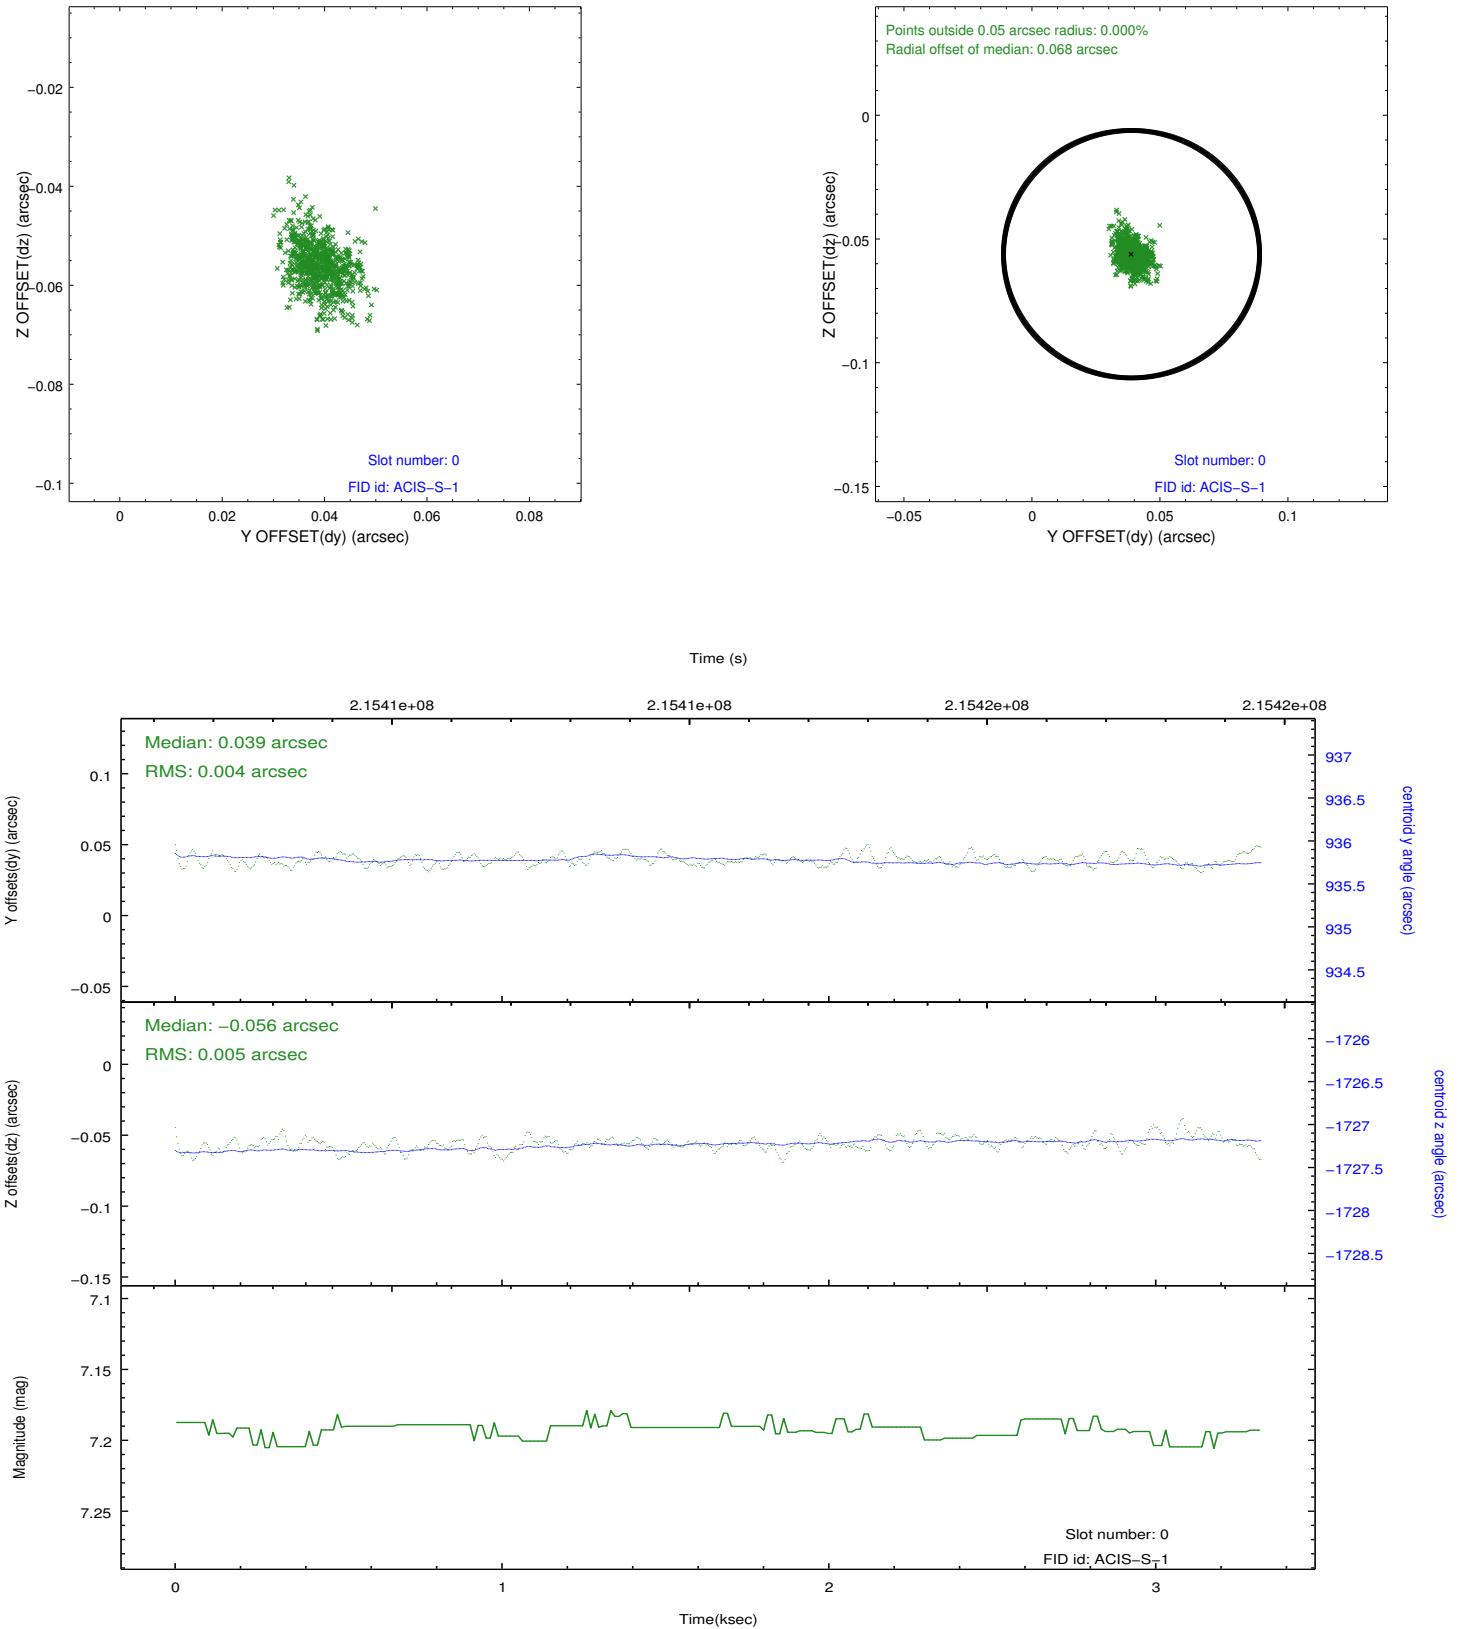 −0.02
−0.04
−0.06
−0.08
−0.1
Z OFFSET(dz) (arcsec)
Slot number: 0
FID id: ACIS−S−1
0 0.02 0.04 0.06 0.08
Y OFFSET(dy) (arcsec)
Points outside 0.05 arcsec radius: 0.000%
Radial offset of median: 0.068 arcsec
0
−0.05
−0.1
−0.15
Z OFFSET(dz) (arcsec)
Slot number: 0
FID id: ACIS−S−1
−0.05 0 0.05 0.1
Y OFFSET(dy) (arcsec)
Time (s)
2.1541e+08 2.1541e+08 2.1542e+08 2.1542e+08
Median: 0.039 arcsec
RMS: 0.004 arcsec
0.1
0.05
0
−0.05
Y offsets(dy) (arcsec)
937
936.5
936
935.5
935
934.5
centroid y angle (arcsec)
Median: −0.056 arcsec
RMS: 0.005 arcsec
0
−0.05
−0.1
−0.15
Z offsets(dz) (arcsec)
−1726
−1726.5
−1727
−1727.5
−1728
−1728.5
centroid z angle (arcsec)
7.1
7.15
7.2
7.25
Magnitude (mag)
Slot number: 0
FID id: ACIS−S−1
0 1 2 3
Time(ksec)